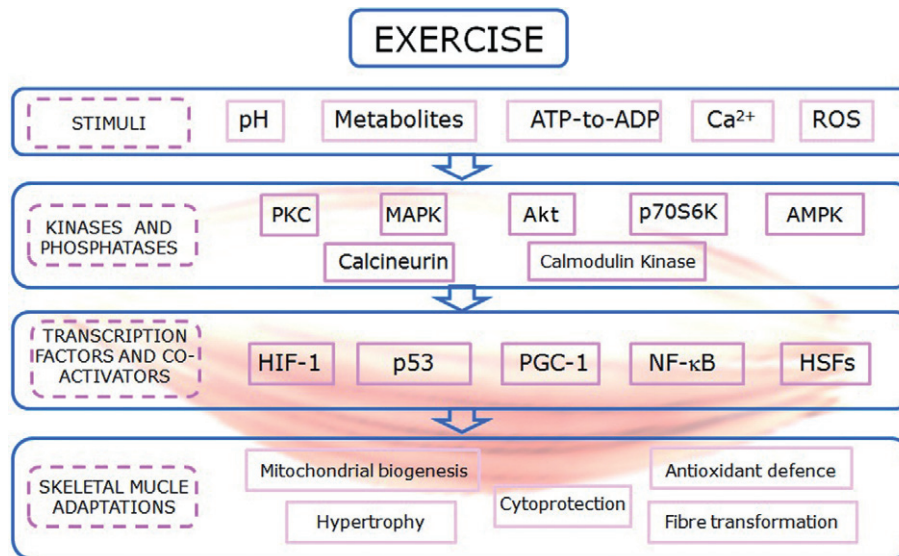 EXERCISE
STIMULI
pH
Metabolites
ATP-to-ADP
Ca²⁺
ROS
KINASES AND
PHOSPHATASES
PKC
MAPK
Akt
p70S6K
AMPK
Calcineurin
Calmodulin Kinase
TRANSCRIPTION
FACTORS AND CO-
ACTIVATORS
HIF-1
p53
PGC-1
NF-κB
HSFs
SKELETAL MUCLE
ADAPTATIONS
Mitochondrial biogenesis
Antioxidant defence
Cytoprotection
Hypertrophy
Fibre transformation